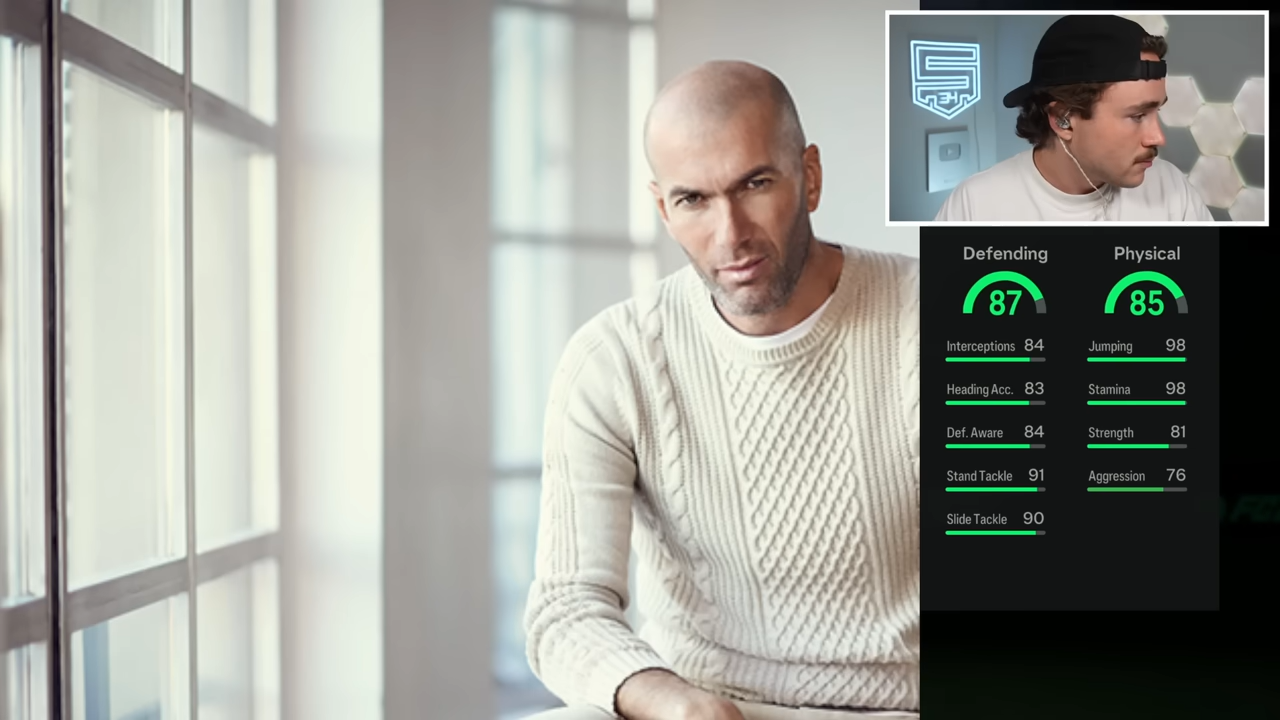 S
34
Defending
87
Interceptions 84
Heading Acc. 83
Def. Aware 84
Stand Tackle 91
Slide Tackle 90
Physical
85
Jumping 98
Stamina 98
Strength 81
Aggression 76